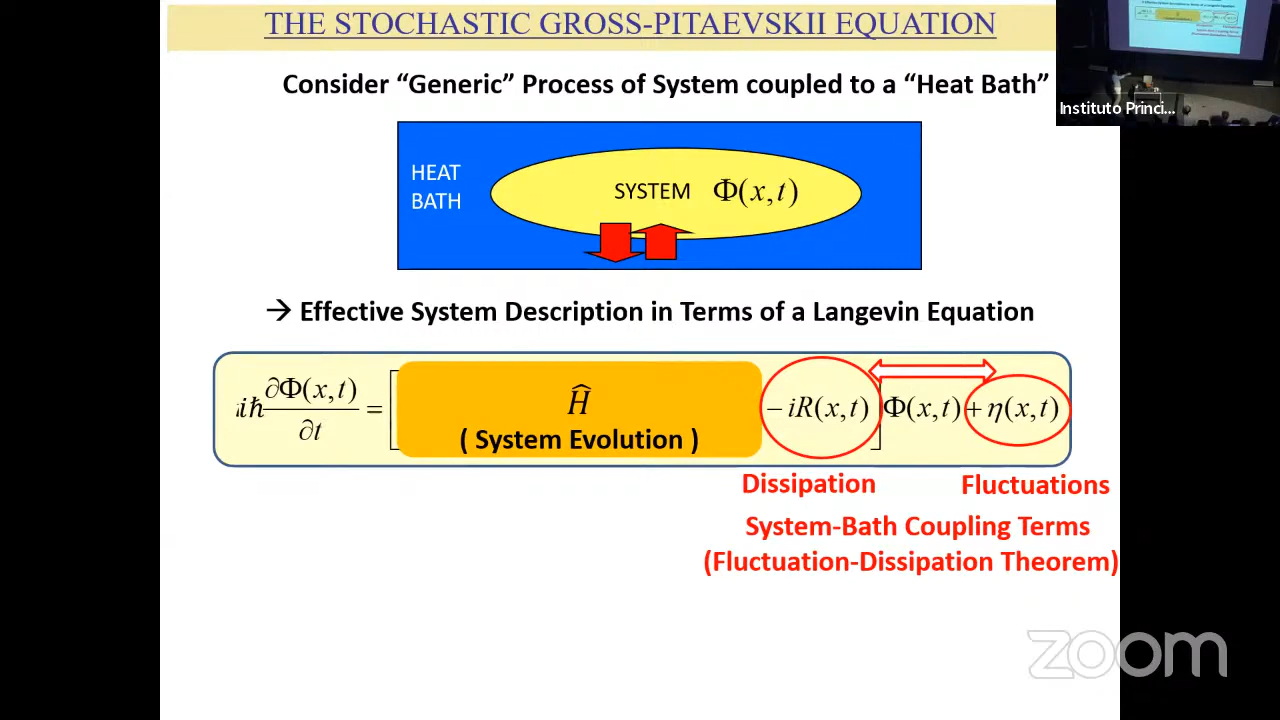 THE STOCHASTIC GROSS-PITAEVSKII EQUATION
Consider “Generic” Process of System coupled to a “Heat Bath”
Instituto Princi...
HEAT
BATH
SYSTEM Φ(x,t)
→ Effective System Description in Terms of a Langevin Equation
iħ ∂Φ(x,t)/∂t = [ Ĥ − iR(x,t) ] Φ(x,t) + η(x,t)
( System Evolution )
Dissipation Fluctuations
System-Bath Coupling Terms
(Fluctuation-Dissipation Theorem)
zoom